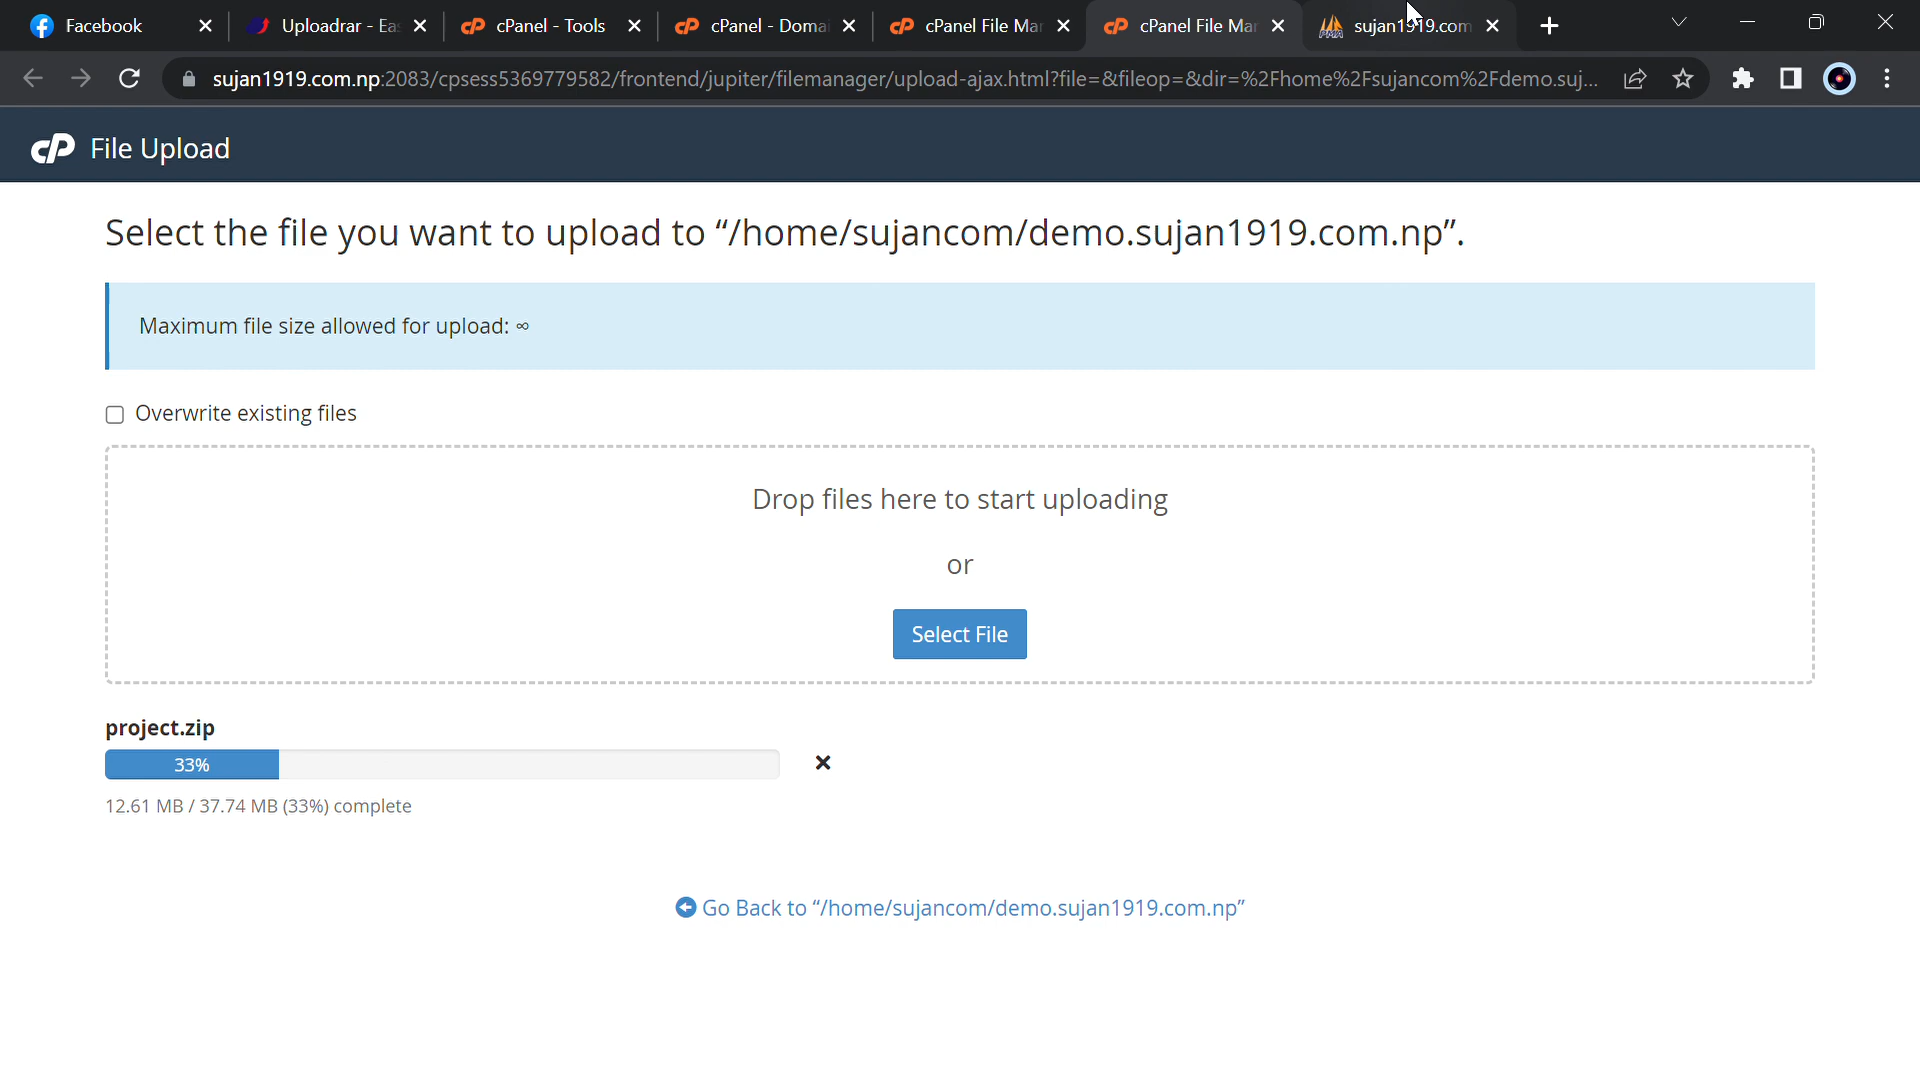 Facebook
Uploadrar - Eas
cPanel - Tools
cPanel - Domai
cPanel File Man
cPanel File Man
sujan1919.com
sujan1919.com.np:2083/cpsess5369779582/frontend/jupiter/filemanager/upload-ajax.html?file=&fileop=&dir=%2Fhome%2Fsujancom%2Fdemo.suj...
cP File Upload
Select the file you want to upload to “/home/sujancom/demo.sujan1919.com.np”.
Maximum file size allowed for upload: ∞
Overwrite existing files
Drop files here to start uploading
or
Select File
project.zip
33%
12.61 MB / 37.74 MB (33%) complete
Go Back to “/home/sujancom/demo.sujan1919.com.np”